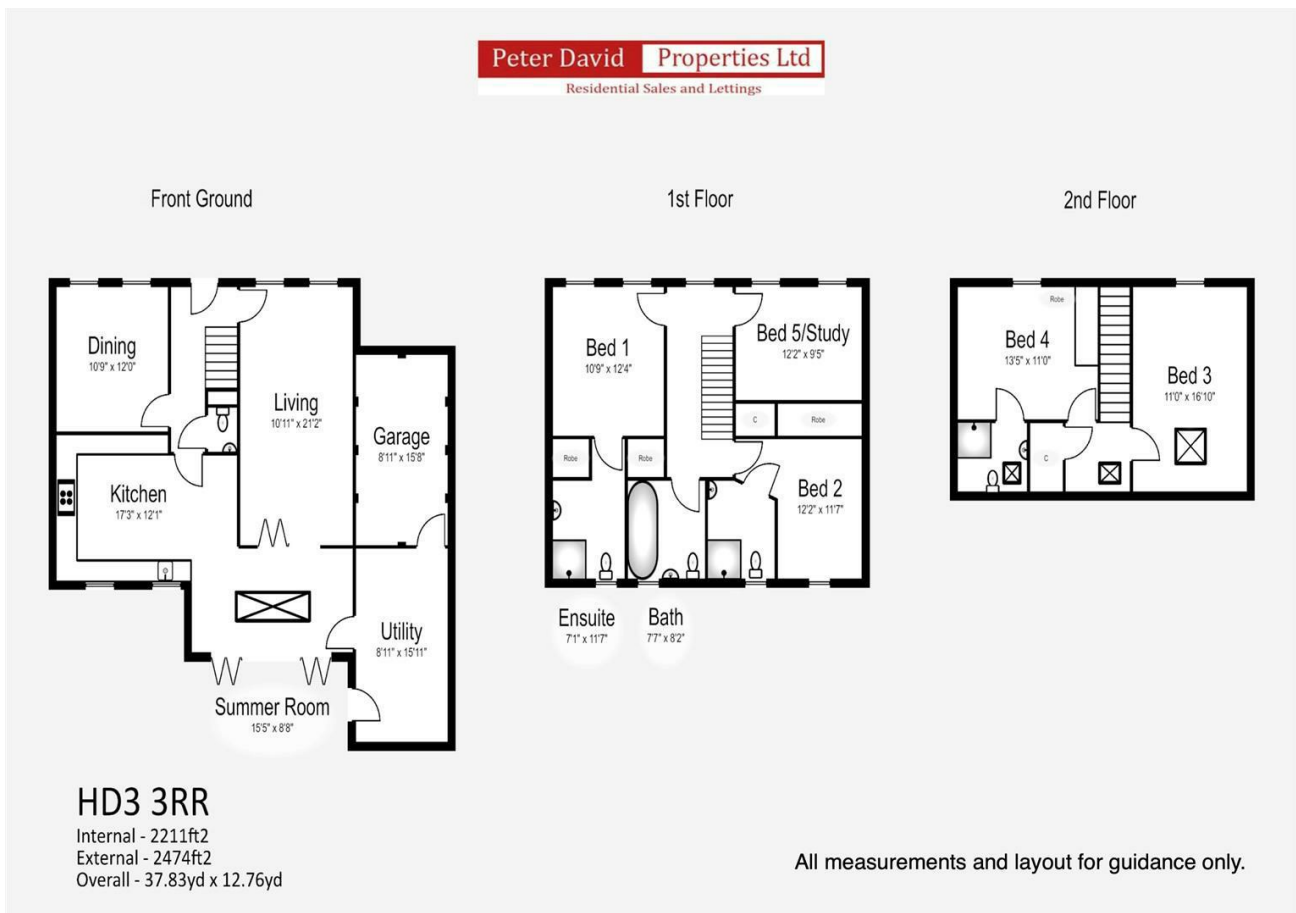 Peter David Properties Ltd
Residential Sales and Lettings
Front Ground
1st Floor
2nd Floor
Dining
10'9" x 12'0"
Living
10'11" x 21'2"
Garage
8'11" x 15'8"
Kitchen
17'3" x 12'1"
Utility
8'11" x 15'11"
Summer Room
15'5" x 8'8"
Bed 1
10'9" x 12'4"
Bed 5/Study
12'2" x 9'5"
C
Robe
Robe
Robe
Bed 2
12'2" x 11'7"
Ensuite
7'1" x 11'7"
Bath
7'7" x 8'2"
Robe
Bed 4
13'5" x 11'0"
Bed 3
11'0" x 16'10"
C
HD3 3RR
Internal - 2211ft2
External - 2474ft2
Overall - 37.83yd x 12.76yd
All measurements and layout for guidance only.